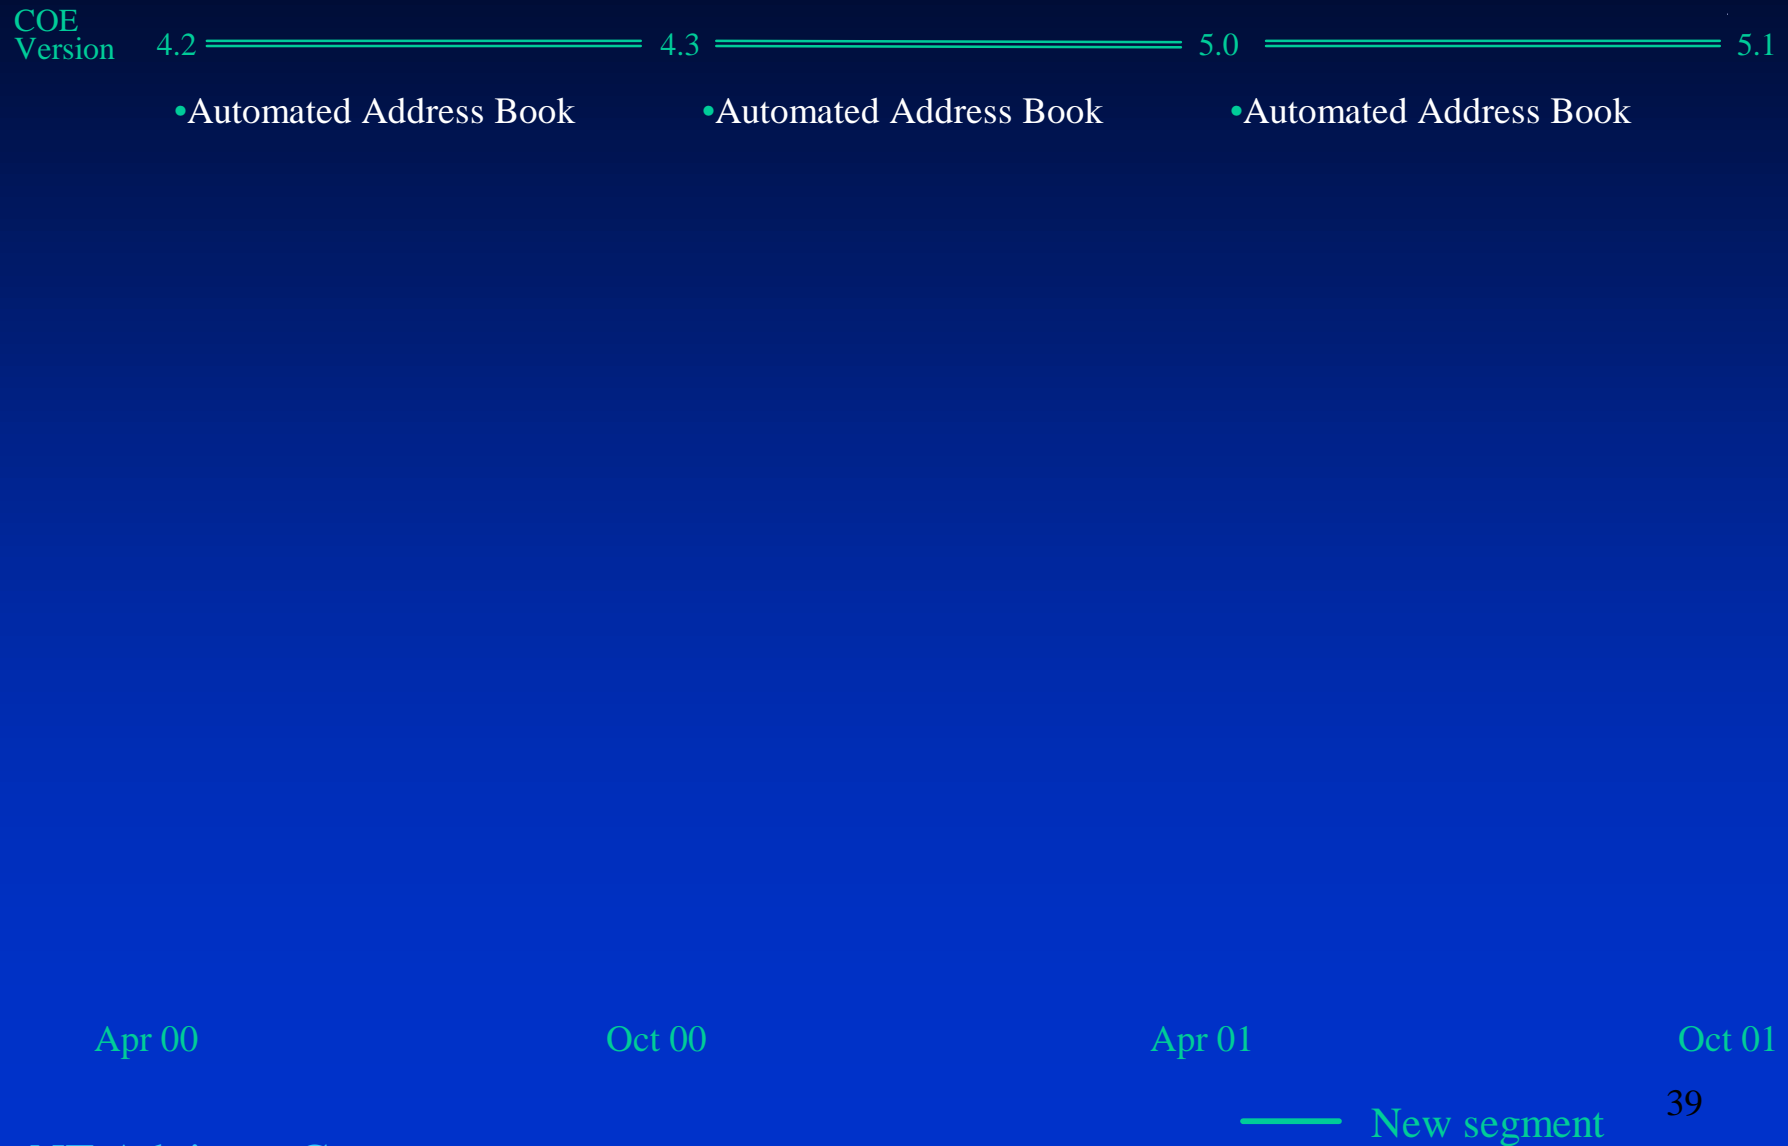 COE
Version 4.2 4.3 5.0 5.1
•Automated Address Book •Automated Address Book •Automated Address Book
Apr 00 Oct 00 Apr 01 Oct 01
39
New segment